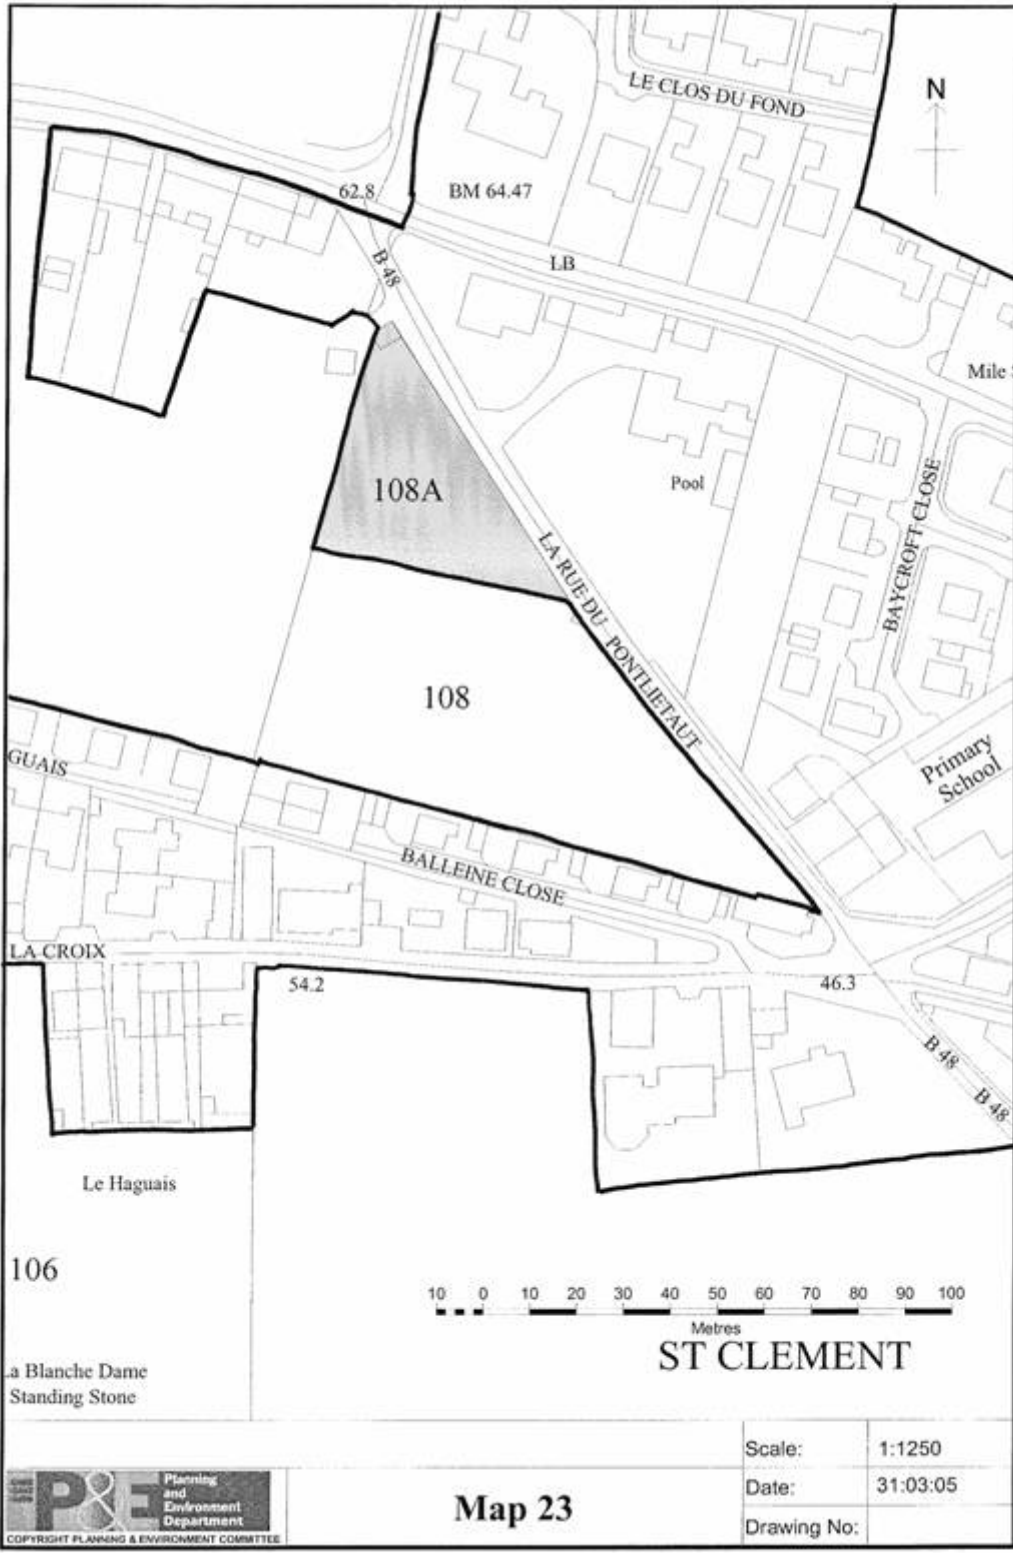 LE CLOS DU FOND
N
62.8
BM 64.47
B 48
LB
Mile
108A
Pool
BAYCROFT CLOSE
LA RUE DU PONTLIETAUT
108
GUAIS
Primary
School
BALLEINE CLOSE
LA CROIX
54.2
46.3
B 48
B 48
Le Haguais
106
10 0 10 20 30 40 50 60 70 80 90 100
Metres
ST CLEMENT
a Blanche Dame
Standing Stone
Scale: 1:1250
Date: 31:03:05
Drawing No:
Map 23
P&E
Planning
and
Environment
Department
COPYRIGHT PLANNING & ENVIRONMENT COMMITTEE